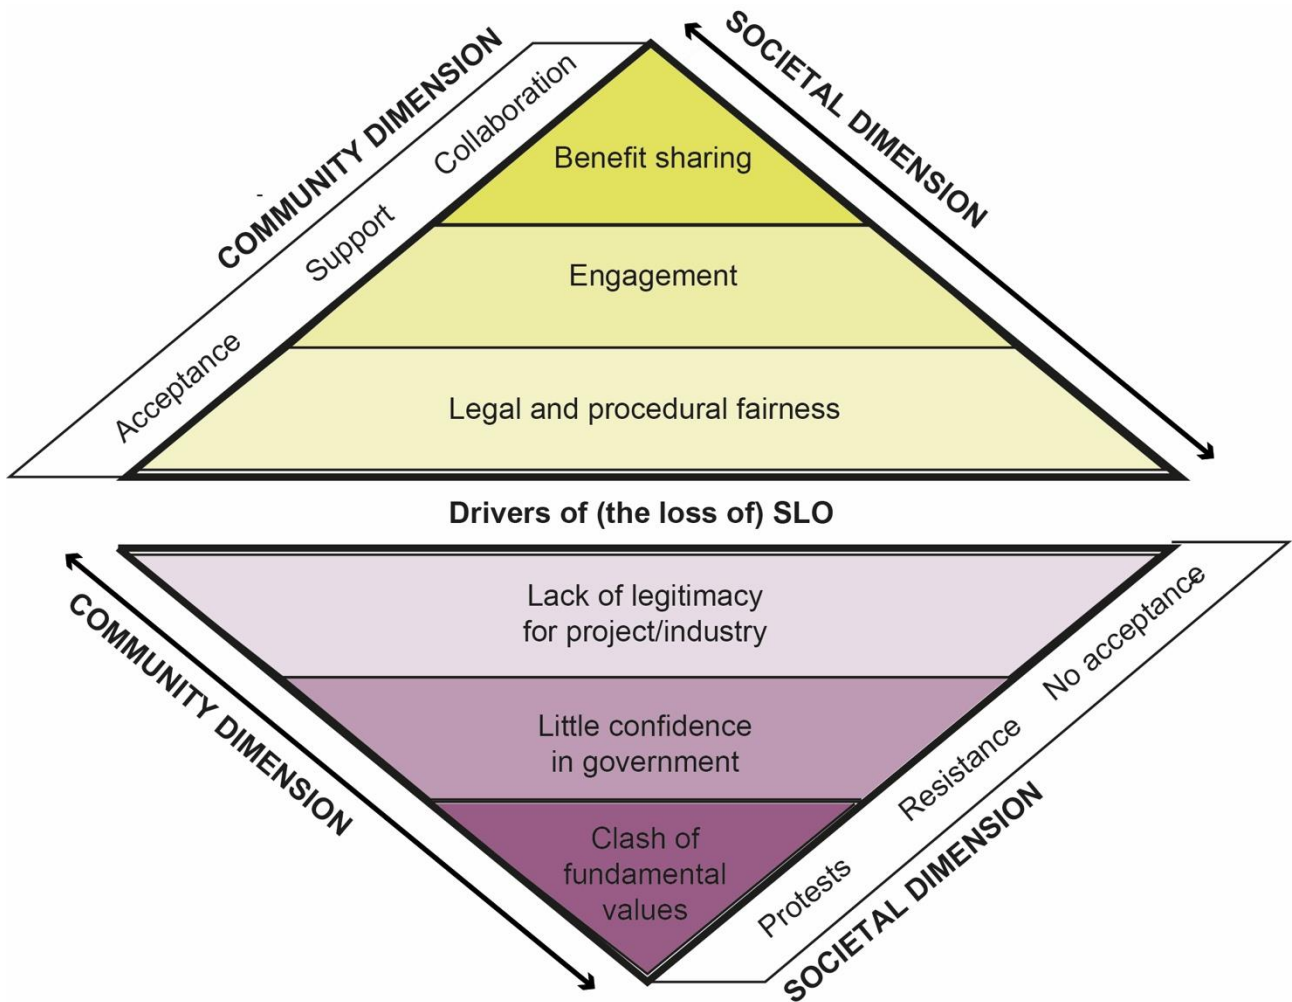 COMMUNITY DIMENSION
SOCIETAL DIMENSION
Collaboration
Support
Acceptance
Benefit sharing
Engagement
Legal and procedural fairness
Drivers of (the loss of) SLO
Lack of legitimacy
for project/industry
Little confidence
in government
Clash of
fundamental
values
No acceptance
Resistance
Protests
COMMUNITY DIMENSION
SOCIETAL DIMENSION